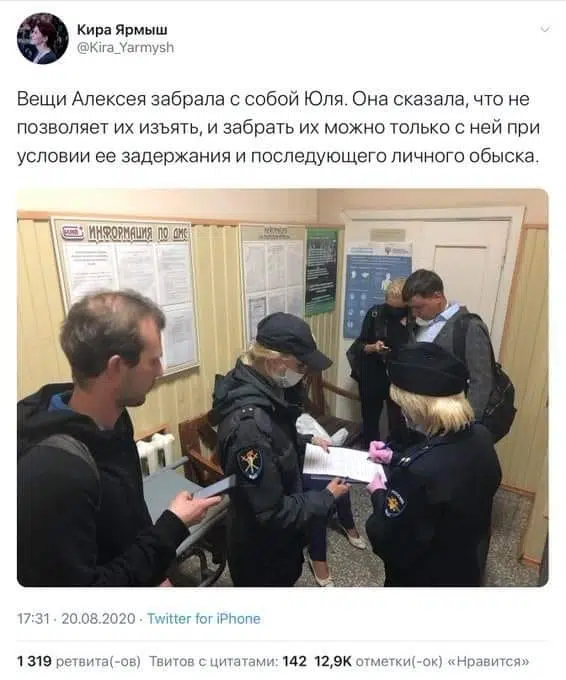 Кира Ярмыш
@Kira_Yarmysh
Вещи Алексея забрала с собой Юля. Она сказала, что не
позволяет их изъять, и забрать их можно только с ней при
условии ее задержания и последующего личного обыска.
ИНФОРМАЦИЯ ПО ДМС
17:31 · 20.08.2020 · Twitter for iPhone
1 319 ретвита(-ов) Твитов с цитатами: 142 12,9K отметки(-ок) «Нравится»